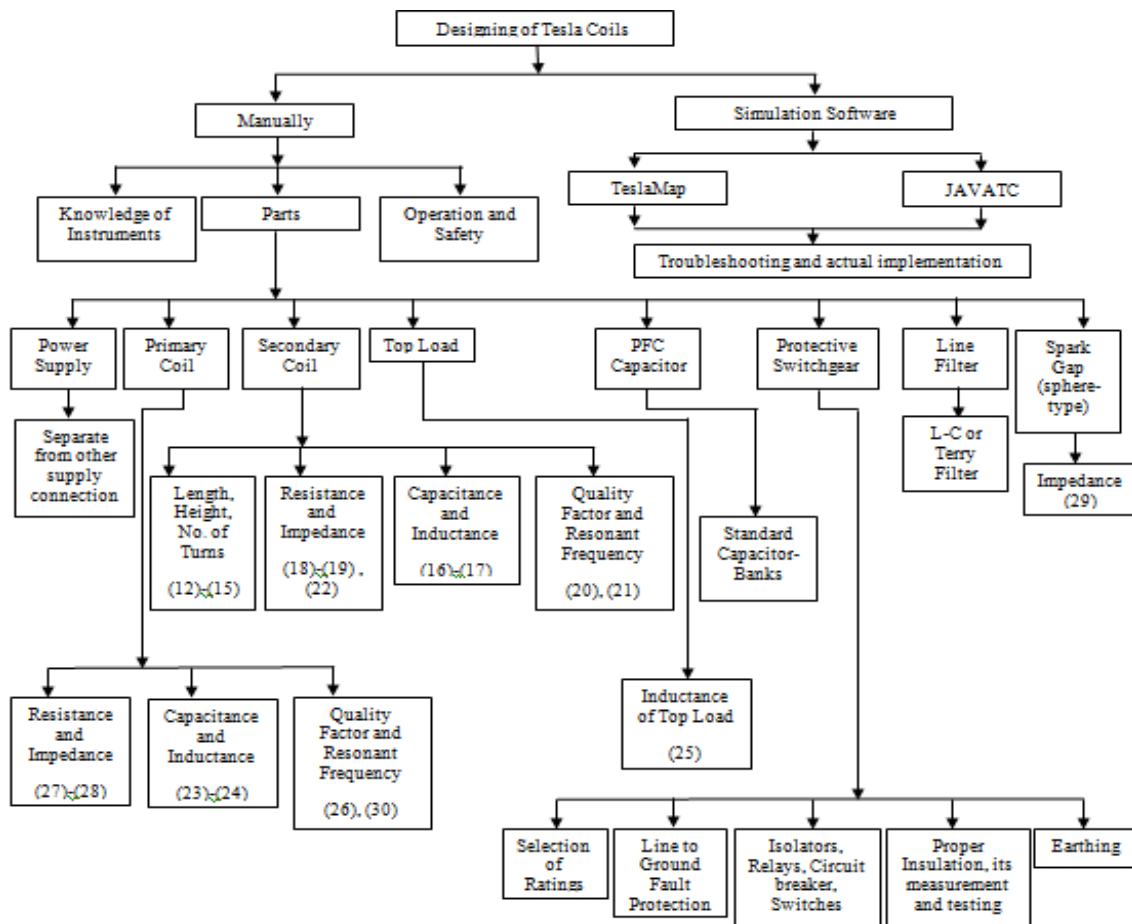 Designing of Tesla Coils
Manually
Simulation Software
TeslaMap
JAVATC
Knowledge of
Instruments
Parts
Operation and
Safety
Troubleshooting and actual implementation
Power
Supply
Primary
Coil
Secondary
Coil
Top Load
PFC
Capacitor
Protective
Switchgear
Line
Filter
Spark
Gap
(sphere-
type)
Separate
from other
supply
connection
L-C or
Terry
Filter
Impedance
(29)
Length,
Height,
No. of
Turns
(12)-(15)
Resistance
and
Impedance
(18)-(19) ,
(22)
Capacitance
and
Inductance
(16)-(17)
Quality
Factor and
Resonant
Frequency
(20), (21)
Standard
Capacitor-
Banks
Resistance
and
Impedance
(27)-(28)
Capacitance
and
Inductance
(23)-(24)
Quality
Factor and
Resonant
Frequency
(26), (30)
Inductance
of Top Load
(25)
Selection
of
Ratings
Line to
Ground
Fault
Protection
Isolators,
Relays, Circuit
breaker,
Switches
Proper
Insulation, its
measurement
and testing
Earthing